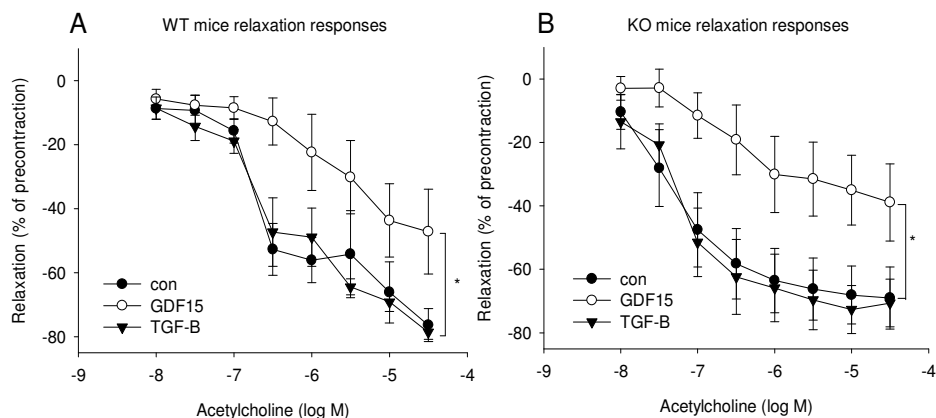 A
WT mice relaxation responses
Relaxation (% of precontraction)
0
-20
-40
-60
-80
con
GDF15
TGF-B
*
-9
-8
-7
-6
-5
-4
Acetylcholine (log M)
B
KO mice relaxation responses
Relaxation (% of precontraction)
0
-20
-40
-60
-80
con
GDF15
TGF-B
*
-9
-8
-7
-6
-5
-4
Acetylcholine (log M)